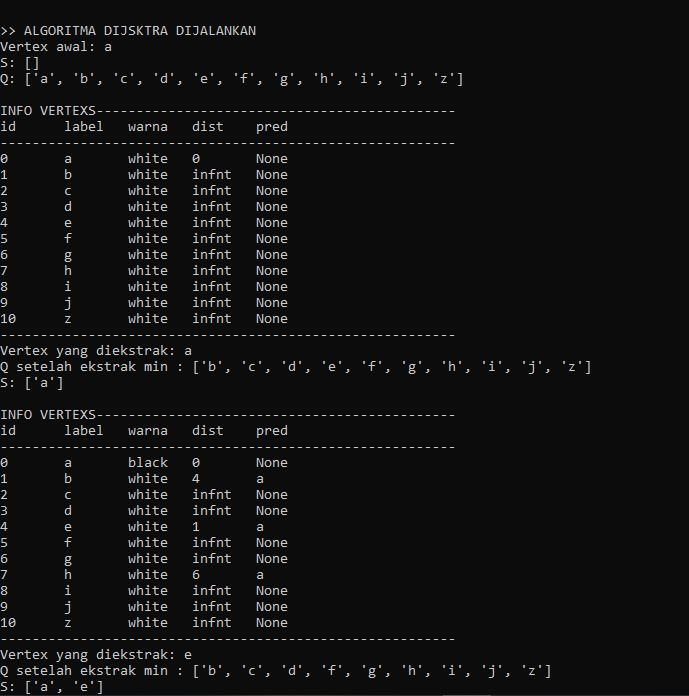 >> ALGORITMA DIJSKTRA DIJALANKAN
Vertex awal: a
S: []
Q: ['a', 'b', 'c', 'd', 'e', 'f', 'g', 'h', 'i', 'j', 'z']
INFO VERTEXS---------------------------------------------
id      label   warna   dist    pred
---------------------------------------------------------
0       a       white   0       None
1       b       white   infnt   None
2       c       white   infnt   None
3       d       white   infnt   None
4       e       white   infnt   None
5       f       white   infnt   None
6       g       white   infnt   None
7       h       white   infnt   None
8       i       white   infnt   None
9       j       white   infnt   None
10      z       white   infnt   None
---------------------------------------------------------
Vertex yang diekstrak: a
Q setelah ekstrak min : ['b', 'c', 'd', 'e', 'f', 'g', 'h', 'i', 'j', 'z']
S: ['a']
INFO VERTEXS---------------------------------------------
id      label   warna   dist    pred
---------------------------------------------------------
0       a       black   0       None
1       b       white   4       a
2       c       white   infnt   None
3       d       white   infnt   None
4       e       white   1       a
5       f       white   infnt   None
6       g       white   infnt   None
7       h       white   6       a
8       i       white   infnt   None
9       j       white   infnt   None
10      z       white   infnt   None
---------------------------------------------------------
Vertex yang diekstrak: e
Q setelah ekstrak min : ['b', 'c', 'd', 'f', 'g', 'h', 'i', 'j', 'z']
S: ['a', 'e']